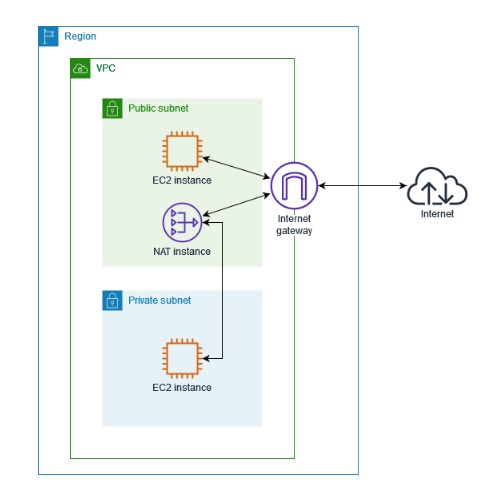 Region
VPC
Public subnet
EC2 instance
Internet
gateway
Internet
NAT instance
Private subnet
EC2 instance